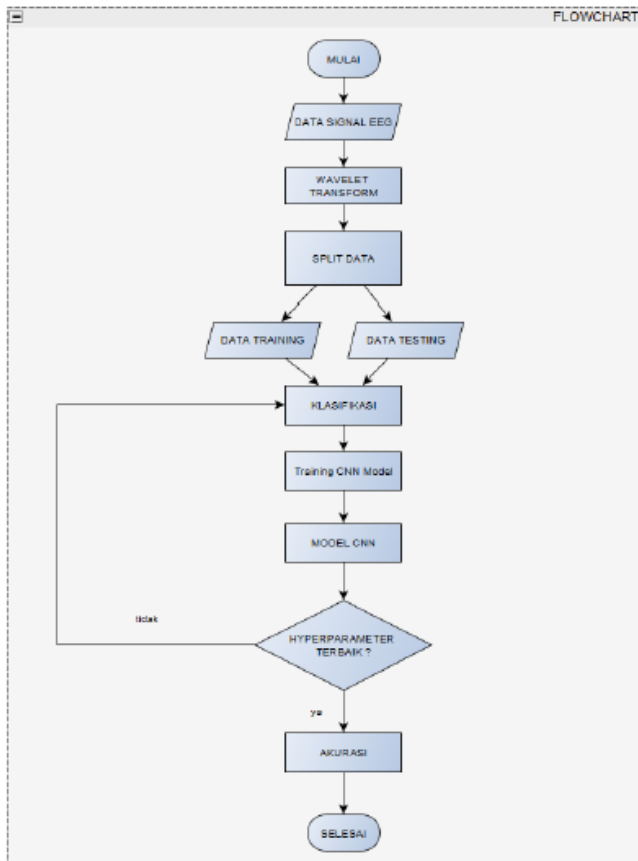 FLOWCHART
MULAI
DATA SIGNAL EEG
WAVELET
TRANSFORM
SPLIT DATA
DATA TRAINING
DATA TESTING
KLASIFIKASI
Training CNN Model
MODEL CNN
HYPERPARAMETER
TERBAIK ?
tidak
ya
AKURASI
SELESAI